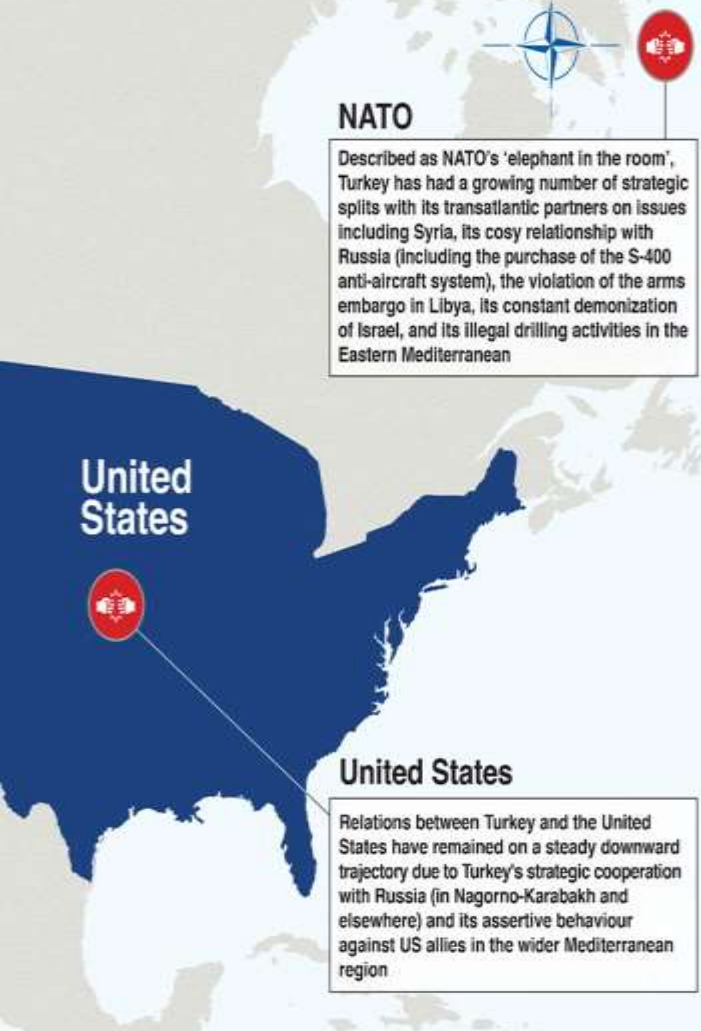 NATO
Described as NATO's 'elephant in the room',
Turkey has had a growing number of strategic
splits with its transatlantic partners on issues
including Syria, its cosy relationship with
Russia (including the purchase of the S-400
anti-aircraft system), the violation of the arms
embargo in Libya, its constant demonization
of Israel, and its illegal drilling activities in the
Eastern Mediterranean
United
States
United States
Relations between Turkey and the United
States have remained on a steady downward
trajectory due to Turkey's strategic cooperation
with Russia (in Nagorno-Karabakh and
elsewhere) and its assertive behaviour
against US allies in the wider Mediterranean
region